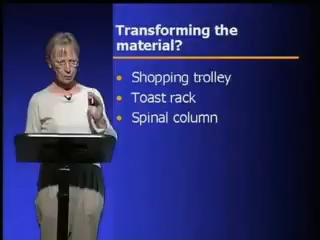 Transforming the
material?
Shopping trolley
Toast rack
Spinal column